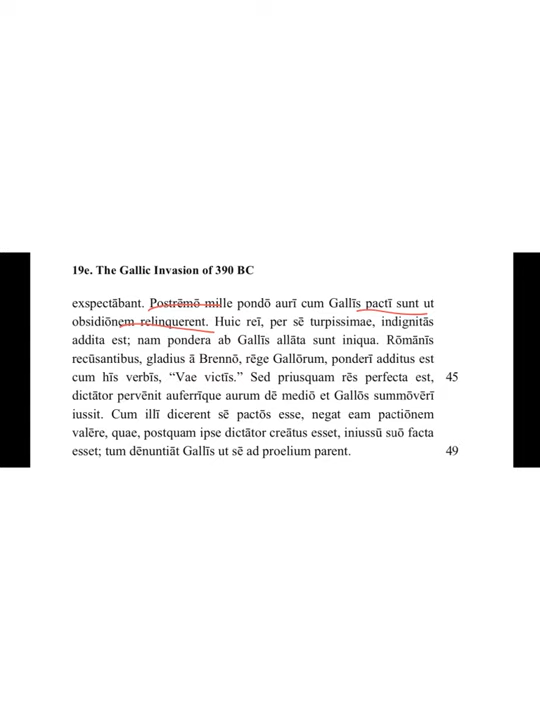 19e. The Gallic Invasion of 390 BC
exspectābant. Postrēmō mille pondō aurī cum Gallīs pactī sunt ut
obsidiōnem relinquerent. Huic reī, per sē turpissimae, indignitās
addita est; nam pondera ab Gallīs allāta sunt iniqua. Rōmānīs
recūsantibus, gladius ā Brennō, rēge Gallōrum, ponderī additus est
cum hīs verbīs, “Vae victīs.” Sed priusquam rēs perfecta est, 45
dictātor pervēnit auferrīque aurum dē mediō et Gallōs summōvērī
iussit. Cum illī dicerent sē pactōs esse, negat eam pactiōnem
valēre, quae, postquam ipse dictātor creātus esset, iniussū suō facta
esset; tum dēnuntiāt Gallīs ut sē ad proelium parent. 49